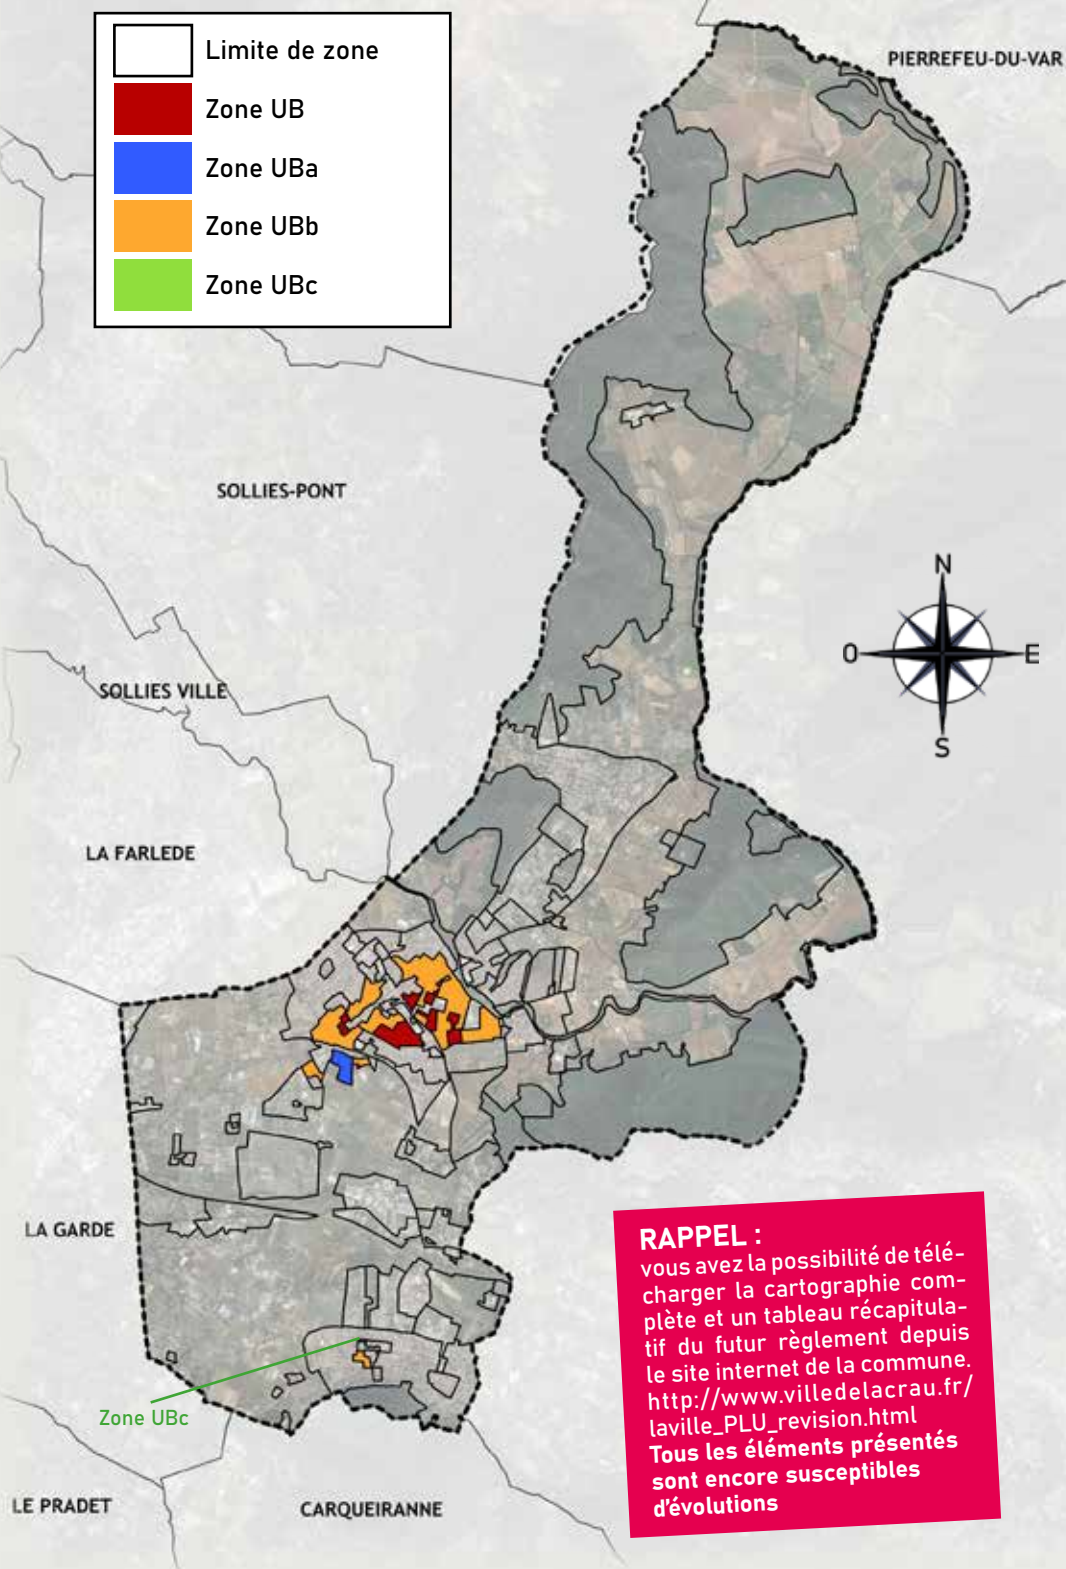 Limite de zone
Zone UB
Zone UBa
Zone UBb
Zone UBc
PIERREFEU-DU-VAR
SOLLIES-PONT
N
O
E
S
SOLLIES VILLE
LA FARLEDE
LA GARDE
Zone UBc
LE PRADET
CARQUEIRANNE
RAPPEL :
vous avez la possibilité de télé-
charger la cartographie com-
plète et un tableau récapitula-
tif du futur règlement depuis
le site internet de la commune.
http://www.villedelacrau.fr/
laville_PLU_revision.html
Tous les éléments présentés
sont encore susceptibles
d'évolutions